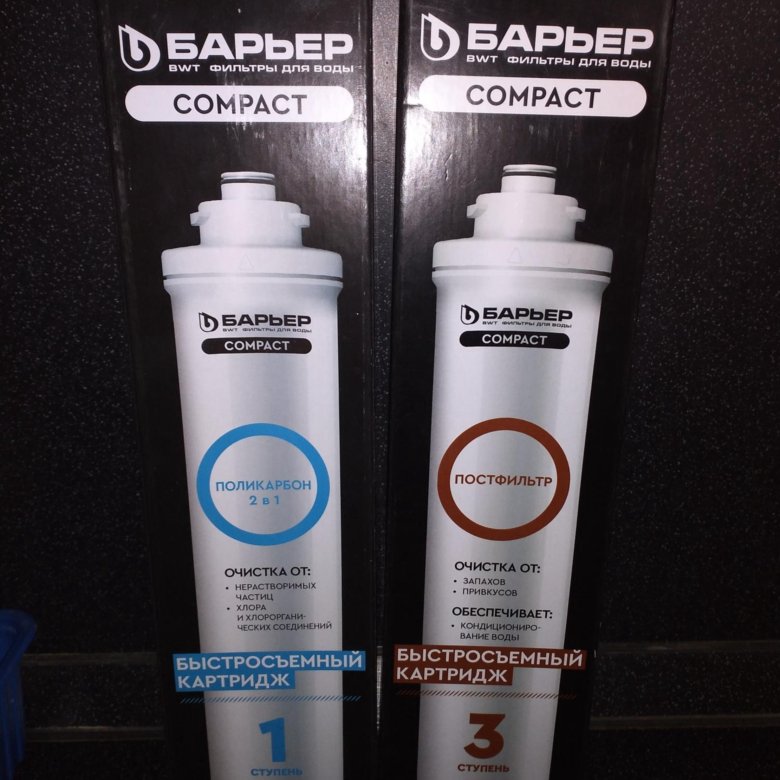 БАРЬЕР
BWT ФИЛЬТРЫ ДЛЯ ВОДЫ
COMPACT
БАРЬЕР
BWT ФИЛЬТРЫ ДЛЯ ВОДЫ
COMPACT
ПОЛИКАРБОН
2 в 1
ОЧИСТКА ОТ:
• НЕРАСТВОРИМЫХ
ЧАСТИЦ
• ХЛОРА
И ХЛОРОРГАНИ-
ЧЕСКИХ СОЕДИНЕНИЙ
БЫСТРОСЪЕМНЫЙ
КАРТРИДЖ
1
СТУПЕНЬ
БАРЬЕР
BWT ФИЛЬТРЫ ДЛЯ ВОДЫ
COMPACT
БАРЬЕР
BWT ФИЛЬТРЫ ДЛЯ ВОДЫ
COMPACT
ПОСТФИЛЬТР
ОЧИСТКА ОТ:
• ЗАПАХОВ
• ПРИВКУСОВ
ОБЕСПЕЧИВАЕТ:
• КОНДИЦИОНИРО-
ВАНИЕ ВОДЫ
БЫСТРОСЪЕМНЫЙ
КАРТРИДЖ
3
СТУПЕНЬ